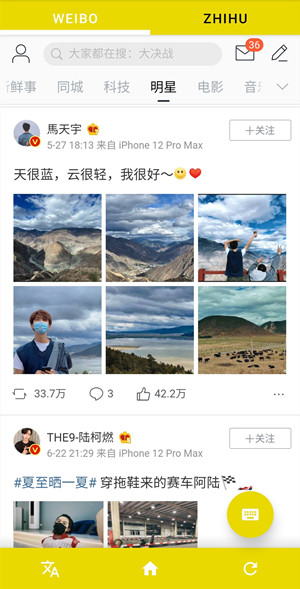 WEIBO ZHIHU
大家都在搜：大决战 36
新鲜事 同城 科技 明星 电影 音乐
馬天宇
5-27 18:13 来自 iPhone 12 Pro Max
＋关注
天很蓝，云很轻，我很好～
33.7万 3 42.2万
THE9-陆柯燃
6-22 21:29 来自 iPhone 12 Pro Max
＋关注
#夏至晒一夏# 穿拖鞋来的赛车阿陆